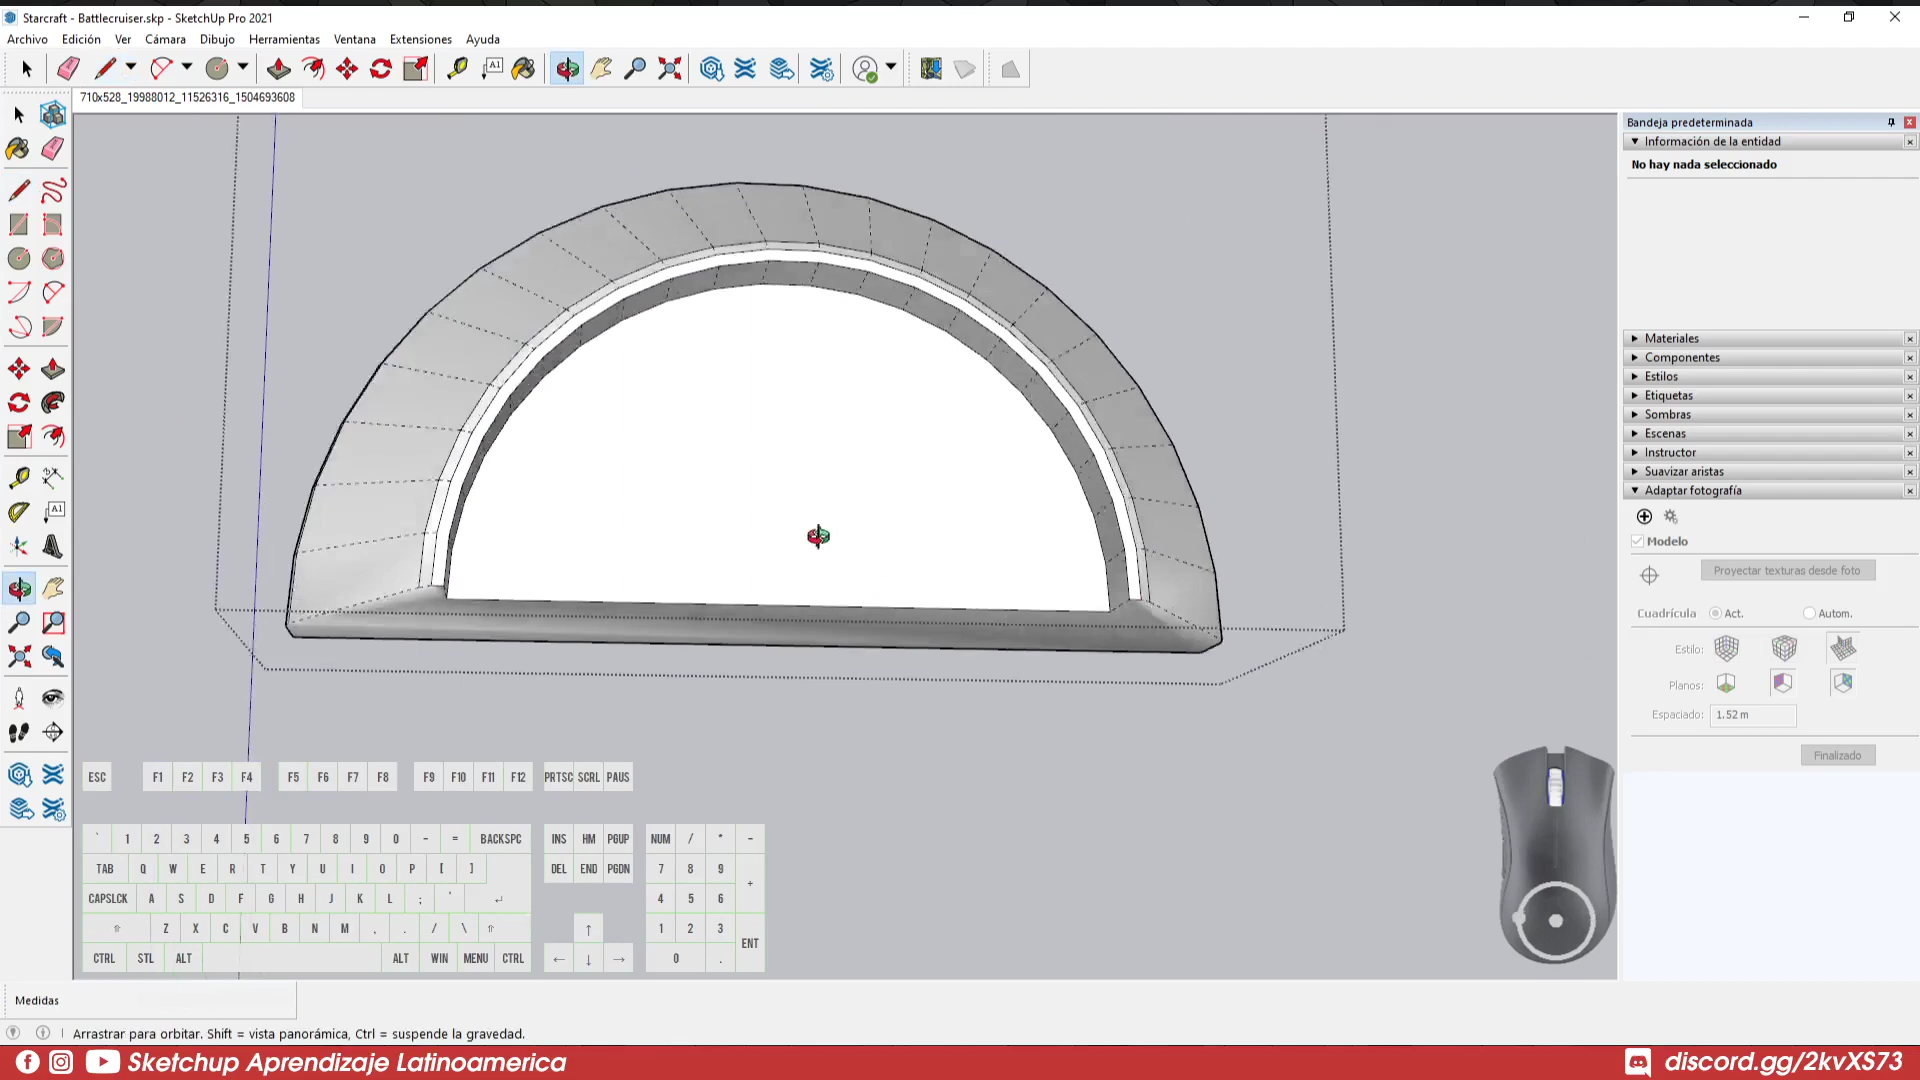 Starcraft - Battlecruiser.skp - SketchUp Pro 2021
Archivo Edición Ver Cámara Dibujo Herramientas Ventana Extensiones Ayuda
A1
710x528_19988012_11526316_1504693608
Bandeja predeterminada
Información de la entidad
No hay nada seleccionado
Materiales
Componentes
Estilos
Etiquetas
Sombras
Escenas
Instructor
Suavizar aristas
Adaptar fotografía
Modelo
Proyectar texturas desde foto
Cuadrícula Act. Autom.
Estilo:
Planos:
Espaciado: 1.52 m
Finalizado
A1
ESC F1 F2 F3 F4 F5 F6 F7 F8 F9 F10 F11 F12 PRTSC SCRL PAUS
` 1 2 3 4 5 6 7 8 9 0 - = BACKSPC INS HM PGUP NUM / * -
TAB Q W E R T Y U I O P [ ] DEL END PGDN 7 8 9 +
CAPSLCK A S D F G H J K L ; ' ↵ 4 5 6
⇧ Z X C V B N M , . / \ ⇧ ↑ 1 2 3 ENT
CTRL STL ALT ALT WIN MENU CTRL ← ↓ → 0 .
Medidas
Arrastrar para orbitar. Shift = vista panorámica, Ctrl = suspende la gravedad.
Sketchup Aprendizaje Latinoamerica
discord.gg/2kvXS73